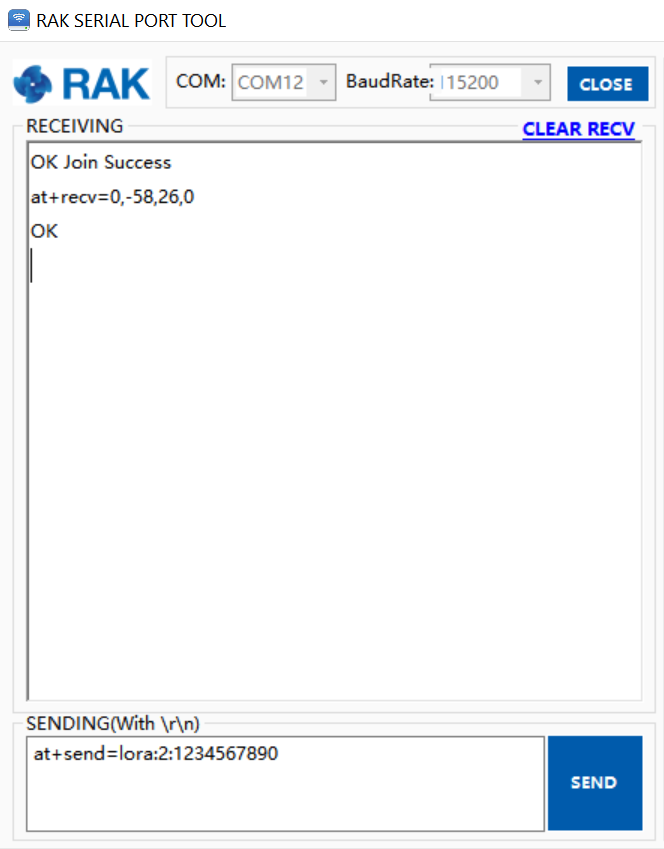 RAK SERIAL PORT TOOL
RAK COM: COM12 BaudRate: 115200 CLOSE
RECEIVING CLEAR RECV
OK Join Success
at+recv=0,-58,26,0
OK
SENDING(With \r\n)
at+send=lora:2:1234567890
SEND